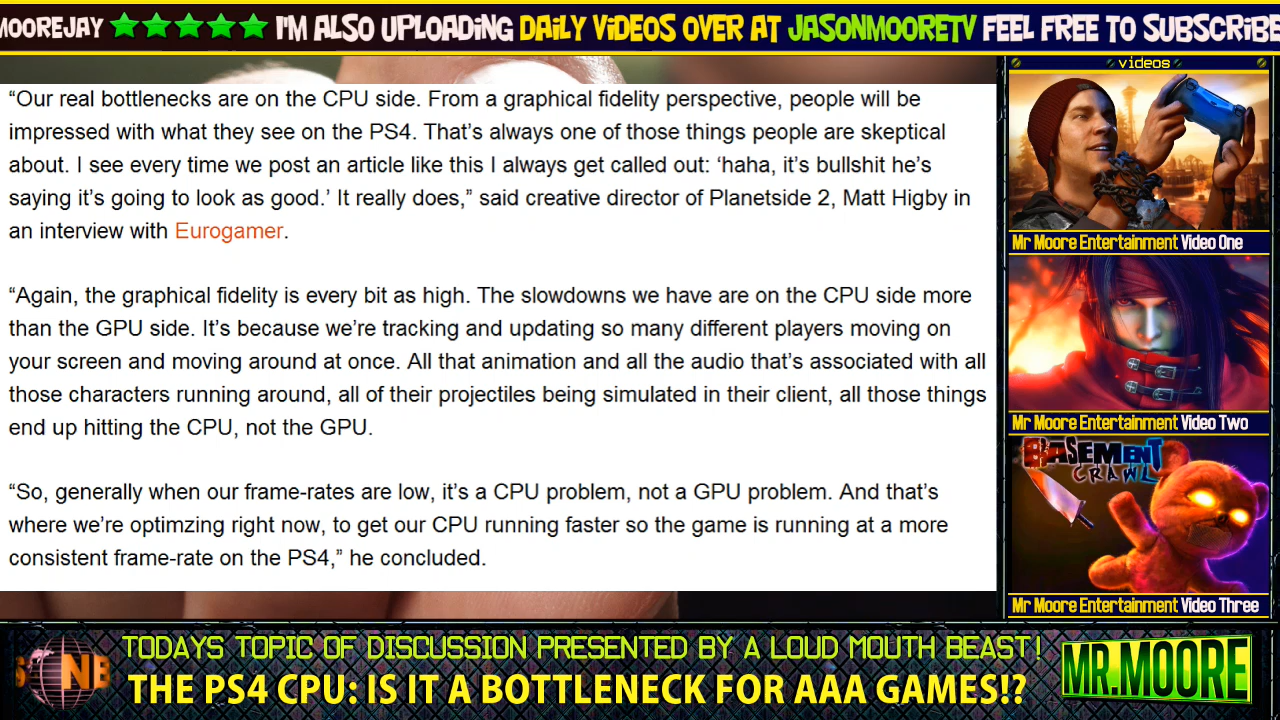 MOOREJAY ★★★★★ I'M ALSO UPLOADING DAILY VIDEOS OVER AT JASONMOORETV FEEL FREE TO SUBSCRIBE
videos
“Our real bottlenecks are on the CPU side. From a graphical fidelity perspective, people will be
impressed with what they see on the PS4. That’s always one of those things people are skeptical
about. I see every time we post an article like this I always get called out: ‘haha, it’s bullshit he’s
saying it’s going to look as good.’ It really does,” said creative director of Planetside 2, Matt Higby in
an interview with Eurogamer.
“Again, the graphical fidelity is every bit as high. The slowdowns we have are on the CPU side more
than the GPU side. It’s because we’re tracking and updating so many different players moving on
your screen and moving around at once. All that animation and all the audio that’s associated with all
those characters running around, all of their projectiles being simulated in their client, all those things
end up hitting the CPU, not the GPU.
“So, generally when our frame-rates are low, it’s a CPU problem, not a GPU problem. And that’s
where we’re optimzing right now, to get our CPU running faster so the game is running at a more
consistent frame-rate on the PS4,” he concluded.
Mr Moore Entertainment Video One
Mr Moore Entertainment Video Two
BASEMENT
CRAWL
Mr Moore Entertainment Video Three
TODAYS TOPIC OF DISCUSSION PRESENTED BY A LOUD MOUTH BEAST!
THE PS4 CPU: IS IT A BOTTLENECK FOR AAA GAMES!?
MR.MOORE